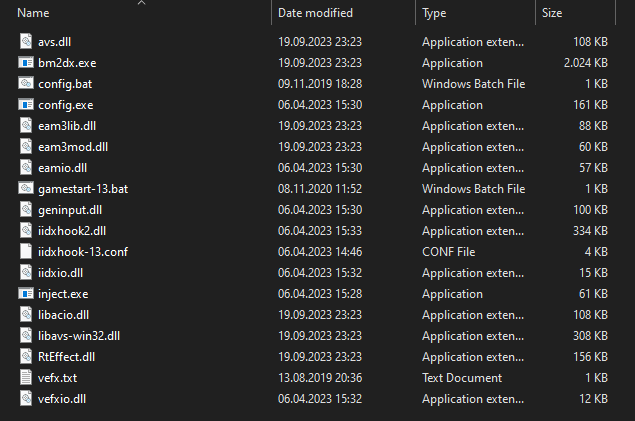 Name Date modified Type Size
avs.dll 19.09.2023 23:23 Application exten... 108 KB
bm2dx.exe 19.09.2023 23:23 Application 2.024 KB
config.bat 09.11.2019 18:28 Windows Batch File 1 KB
config.exe 06.04.2023 15:30 Application 161 KB
eam3lib.dll 19.09.2023 23:23 Application exten... 88 KB
eam3mod.dll 19.09.2023 23:23 Application exten... 60 KB
eamio.dll 06.04.2023 15:30 Application exten... 57 KB
gamestart-13.bat 08.11.2020 11:52 Windows Batch File 1 KB
geninput.dll 06.04.2023 15:30 Application exten... 100 KB
iidxhook2.dll 06.04.2023 15:33 Application exten... 334 KB
iidxhook-13.conf 06.04.2023 14:46 CONF File 4 KB
iidxio.dll 06.04.2023 15:32 Application exten... 15 KB
inject.exe 06.04.2023 15:28 Application 61 KB
libacio.dll 19.09.2023 23:23 Application exten... 108 KB
libavs-win32.dll 19.09.2023 23:23 Application exten... 308 KB
RtEffect.dll 19.09.2023 23:23 Application exten... 156 KB
vefx.txt 13.08.2019 20:36 Text Document 1 KB
vefxio.dll 06.04.2023 15:32 Application exten... 12 KB